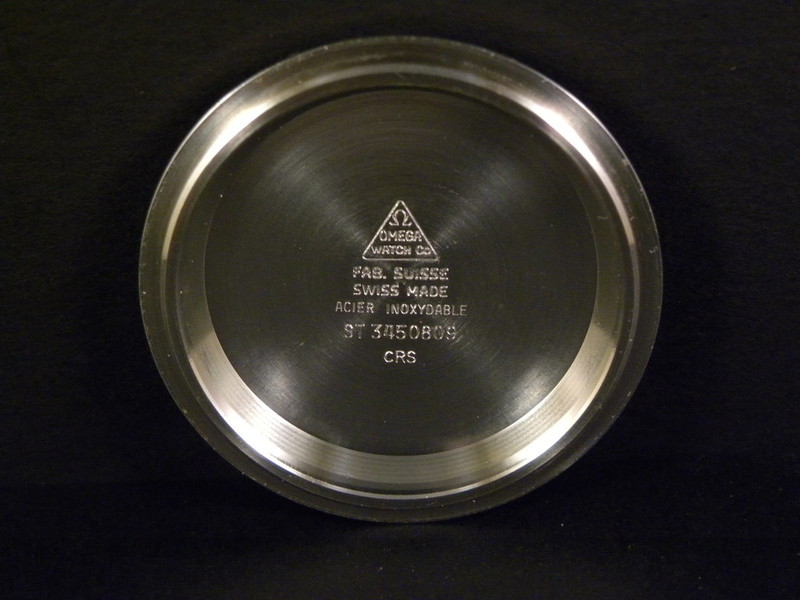 Ω
OMEGA
WATCH Co
FAB. SUISSE
SWISS MADE
ACIER INOXYDABLE
ST 3450809
CRS